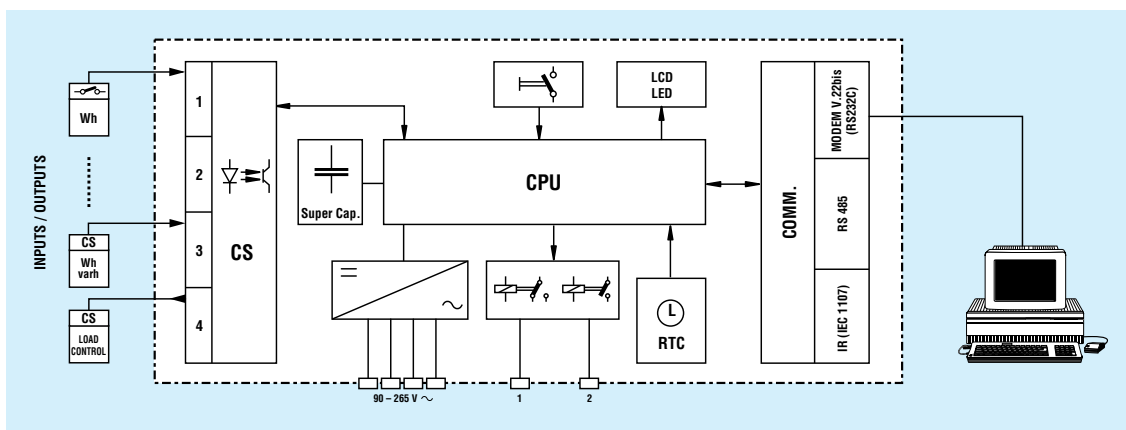 INPUTS / OUTPUTS
Wh
CS
Wh
varh
CS
LOAD
CONTROL
1
2
3
4
CS
Super Cap.
LCD
LED
CPU
RTC
L
90 – 265 V ~
1
2
COMM.
MODEM V.22bis
(RS232C)
RS 485
IR (IEC 1107)